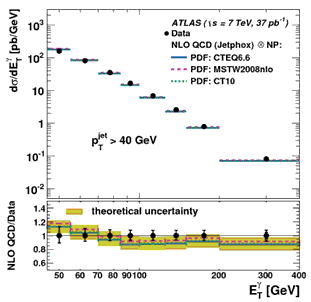 ATLAS (√s = 7 TeV, 37 pb⁻¹)
Data
NLO QCD (Jetphox) ⊗ NP:
PDF: CTEQ6.6
PDF: MSTW2008nlo
PDF: CT10
dσ/dE_T^γ [pb/GeV]
10³
10²
10
1
10⁻¹
10⁻²
p_T^jet > 40 GeV
NLO QCD/Data
1.4
1.2
1
0.8
0.6
theoretical uncertainty
50 60 70 80 90 100 200 300 400
E_T^γ [GeV]